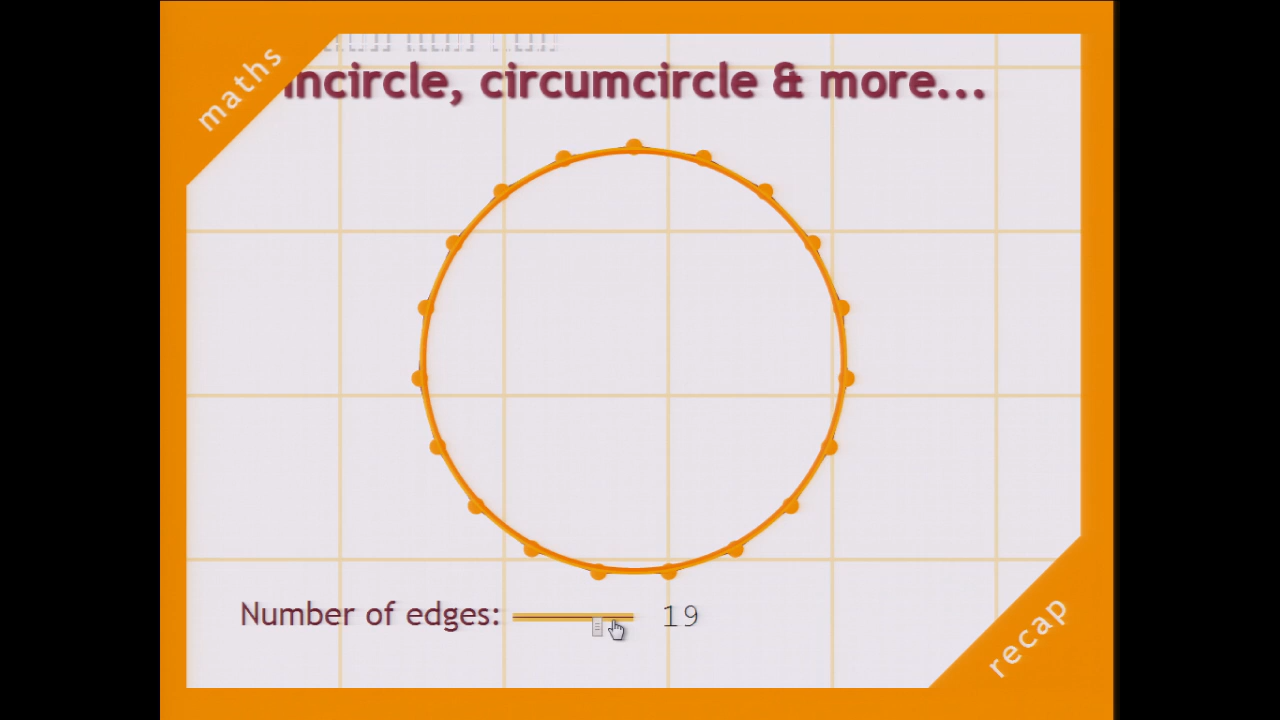 maths
incircle, circumcircle & more...
Number of edges: 19
recap